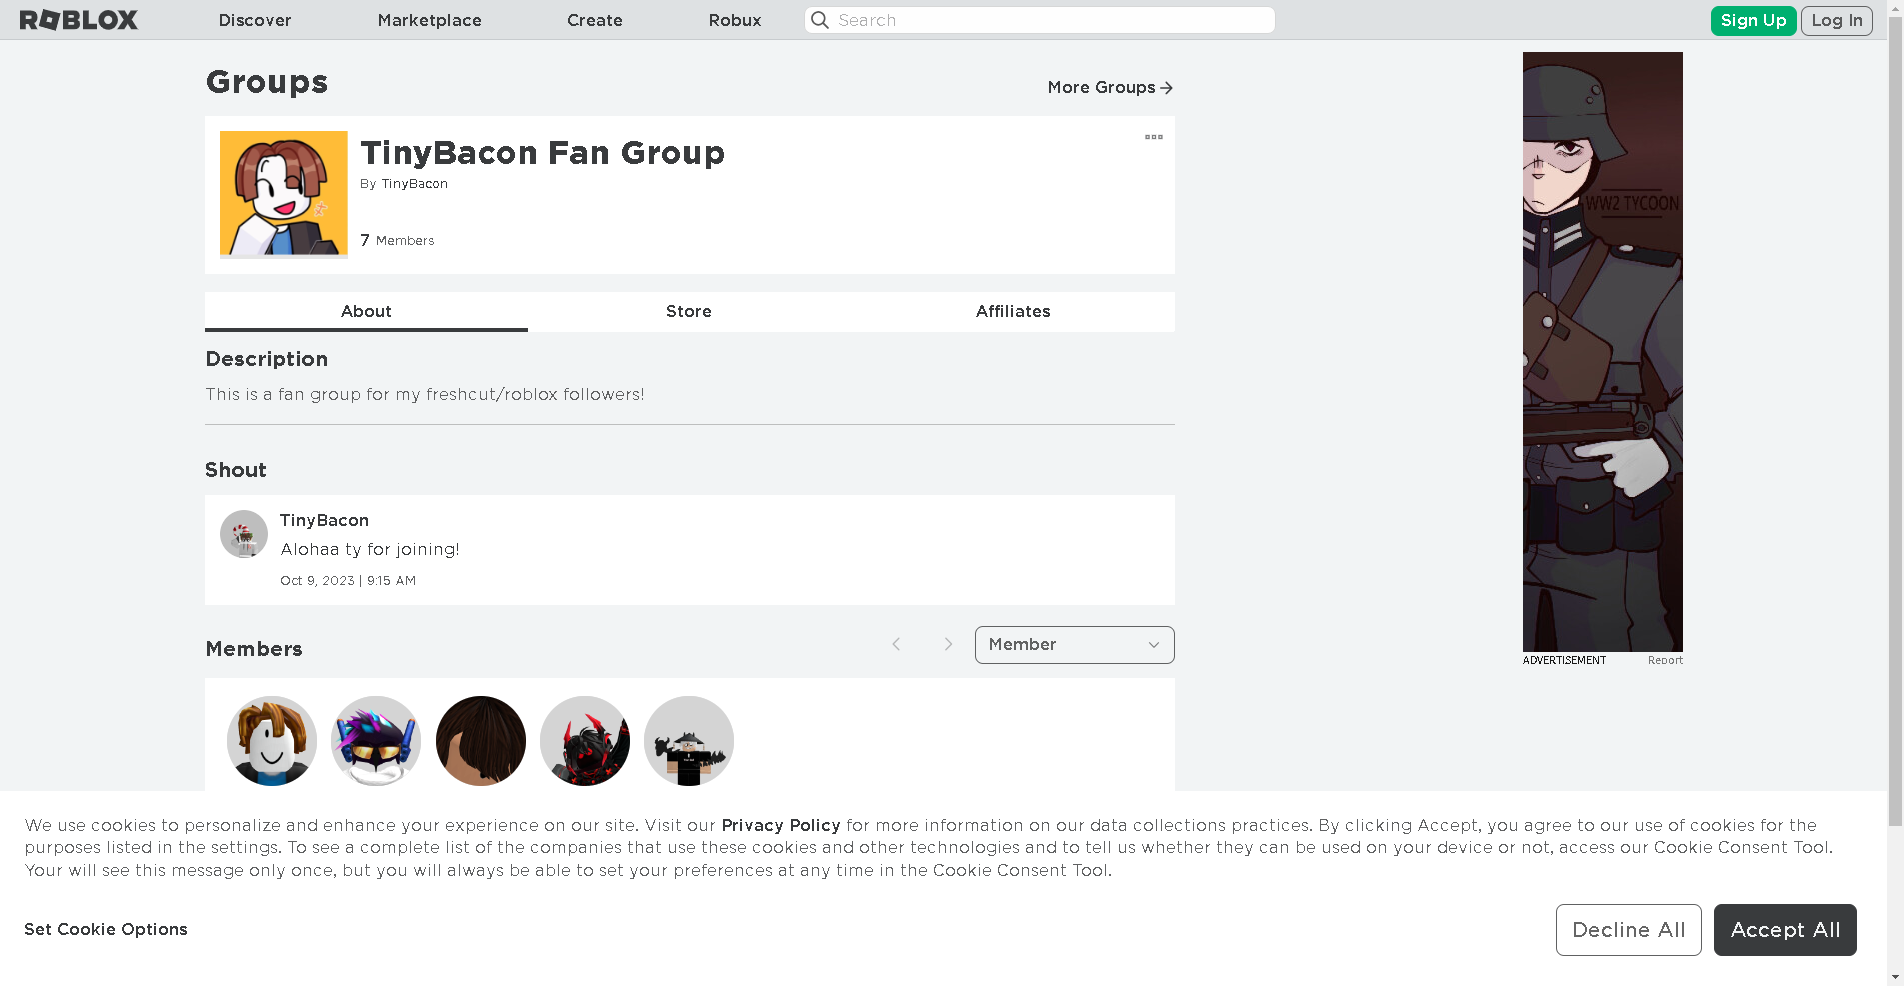 ROBLOX
Discover
Marketplace
Create
Robux
Search
Sign Up
Log In
Groups
More Groups
TinyBacon Fan Group
By TinyBacon
7 Members
About
Store
Affiliates
Description
This is a fan group for my freshcut/roblox followers!
Shout
TinyBacon
Alohaa ty for joining!
Oct 9, 2023 | 9:15 AM
Members
Member
WW2 TYCOON
ADVERTISEMENT
Report
We use cookies to personalize and enhance your experience on our site. Visit our Privacy Policy for more information on our data collections practices. By clicking Accept, you agree to our use of cookies for the
purposes listed in the settings. To see a complete list of the companies that use these cookies and other technologies and to tell us whether they can be used on your device or not, access our Cookie Consent Tool.
Your will see this message only once, but you will always be able to set your preferences at any time in the Cookie Consent Tool.
Set Cookie Options
Decline All
Accept All